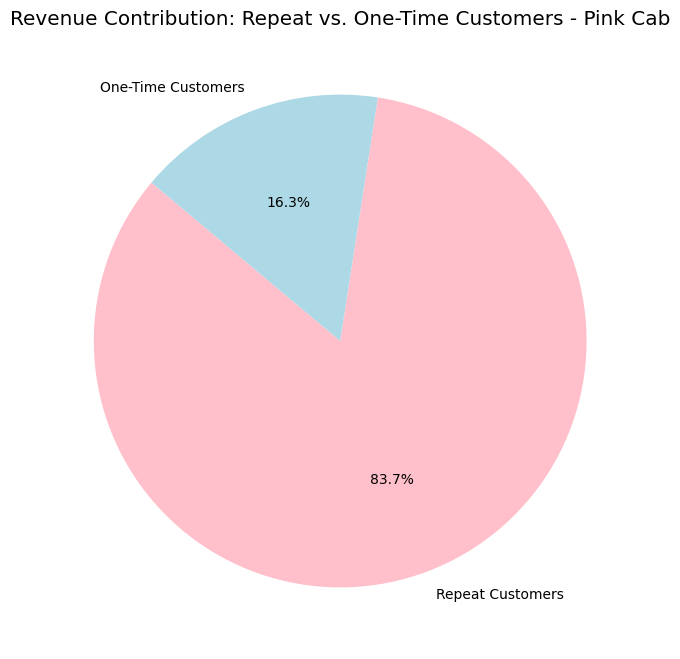 Revenue Contribution: Repeat vs. One-Time Customers - Pink Cab
One-Time Customers
16.3%
83.7%
Repeat Customers